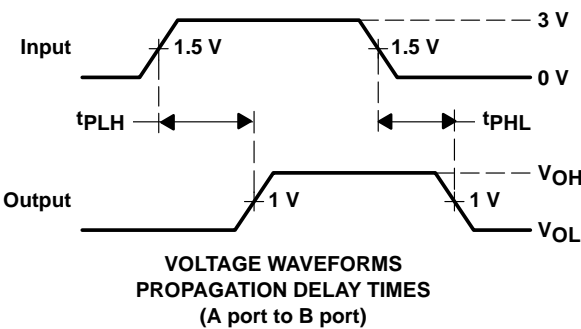 3 V
Input
1.5 V
1.5 V
0 V
tPLH
tPHL
VOH
Output
1 V
1 V
VOL
VOLTAGE WAVEFORMS
PROPAGATION DELAY TIMES
(A port to B port)